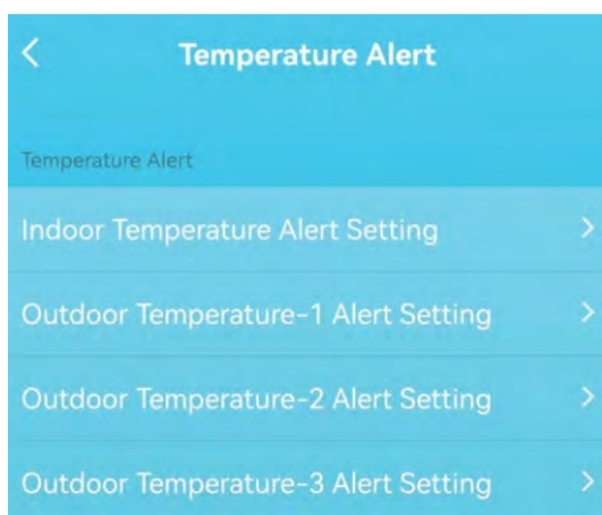 Temperature Alert
Temperature Alert
Indoor Temperature Alert Setting
Outdoor Temperature-1 Alert Setting
Outdoor Temperature-2 Alert Setting
Outdoor Temperature-3 Alert Setting